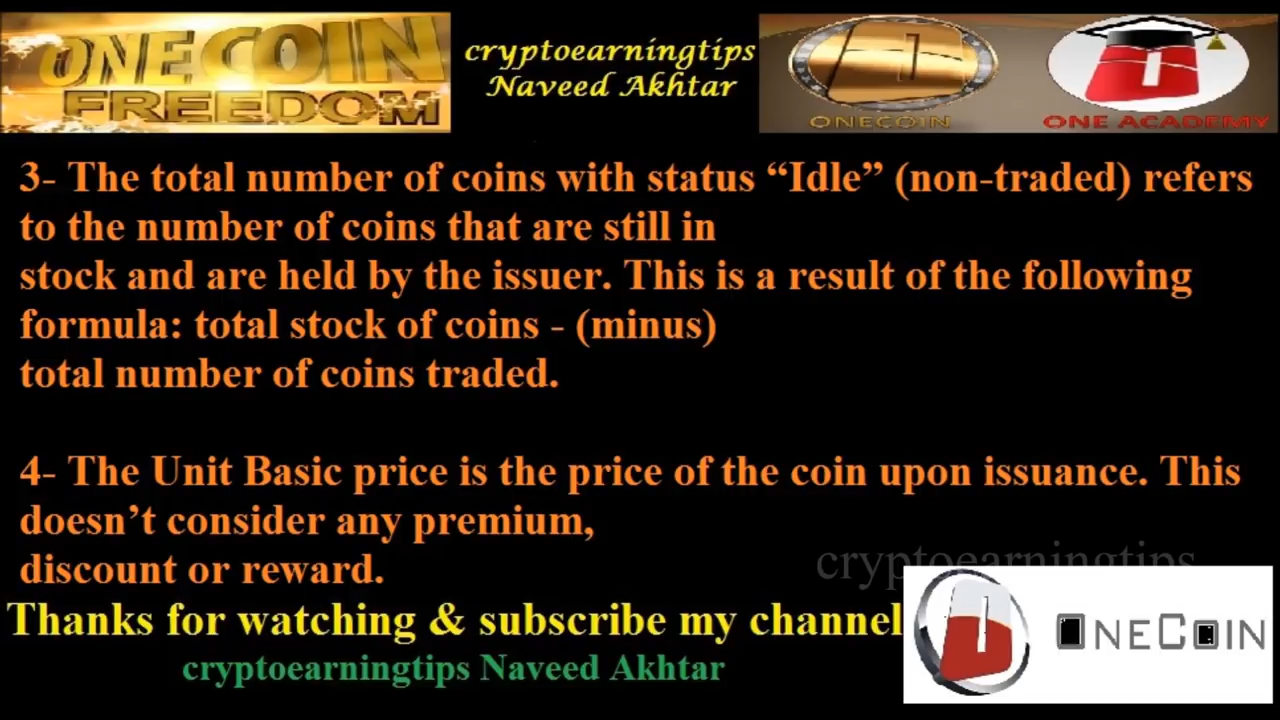 ONE COIN
FREEDOM
cryptoearningtips
Naveed Akhtar
ONECOIN
ONE ACADEMY
3- The total number of coins with status “Idle” (non-traded) refers
to the number of coins that are still in
stock and are held by the issuer. This is a result of the following
formula: total stock of coins - (minus)
total number of coins traded.
4- The Unit Basic price is the price of the coin upon issuance. This
doesn’t consider any premium,
discount or reward.
cryptoearningtips
Thanks for watching & subscribe my channel
cryptoearningtips Naveed Akhtar
ONECOIN